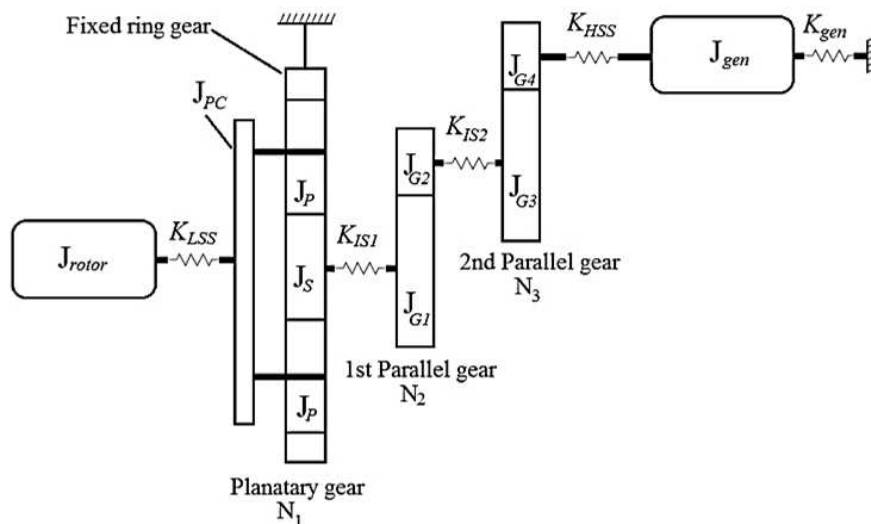 Fixed ring gear
J_PC
J_rotor
K_LSS
J_P
J_S
J_P
K_IS1
Planatary gear
N_1
J_G2
J_G1
1st Parallel gear
N_2
K_IS2
J_G4
J_G3
2nd Parallel gear
N_3
K_HSS
J_gen
K_gen